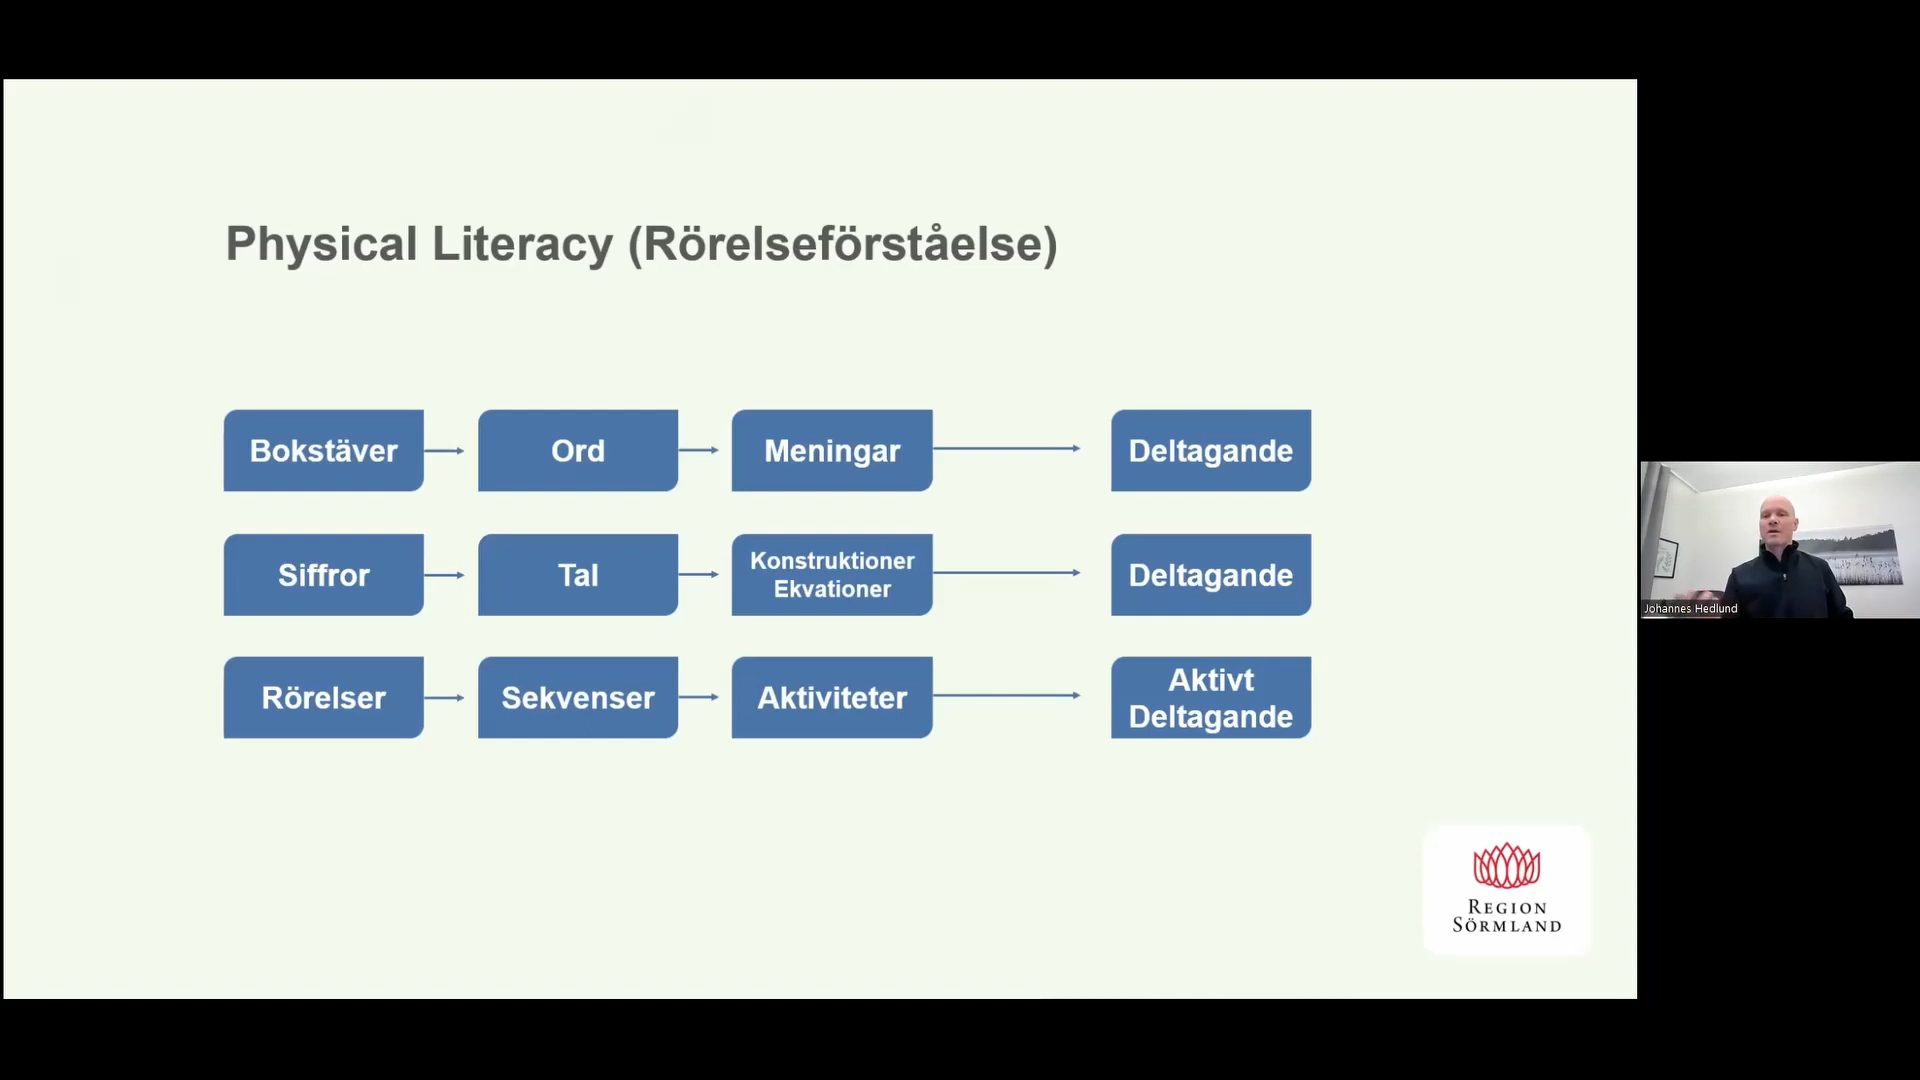 Physical Literacy (Rörelseförståelse)
Bokstäver
Ord
Meningar
Deltagande
Siffror
Tal
Konstruktioner
Ekvationer
Deltagande
Rörelser
Sekvenser
Aktiviteter
Aktivt
Deltagande
REGION
SÖRMLAND
Johannes Hedlund